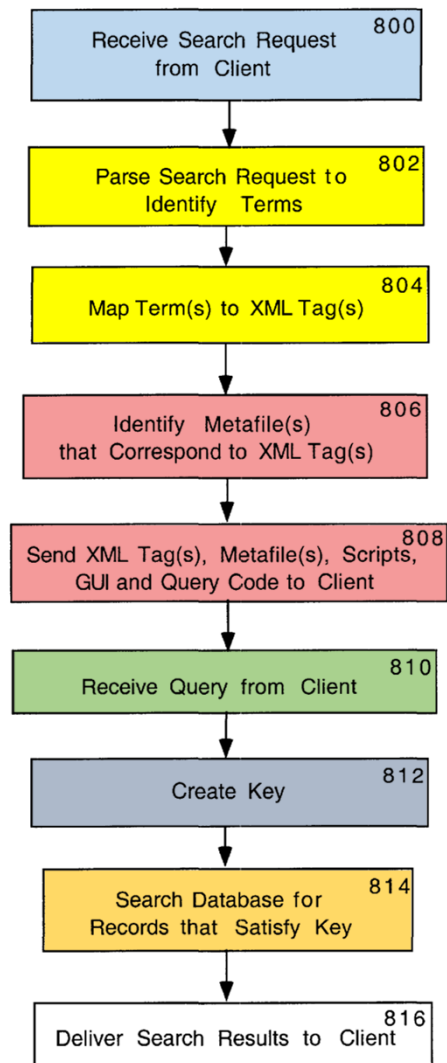 800
Receive Search Request
from Client
802
Parse Search Request to
Identify Terms
804
Map Term(s) to XML Tag(s)
806
Identify Metafile(s)
that Correspond to XML Tag(s)
808
Send XML Tag(s), Metafile(s), Scripts,
GUI and Query Code to Client
810
Receive Query from Client
812
Create Key
814
Search Database for
Records that Satisfy Key
816
Deliver Search Results to Client